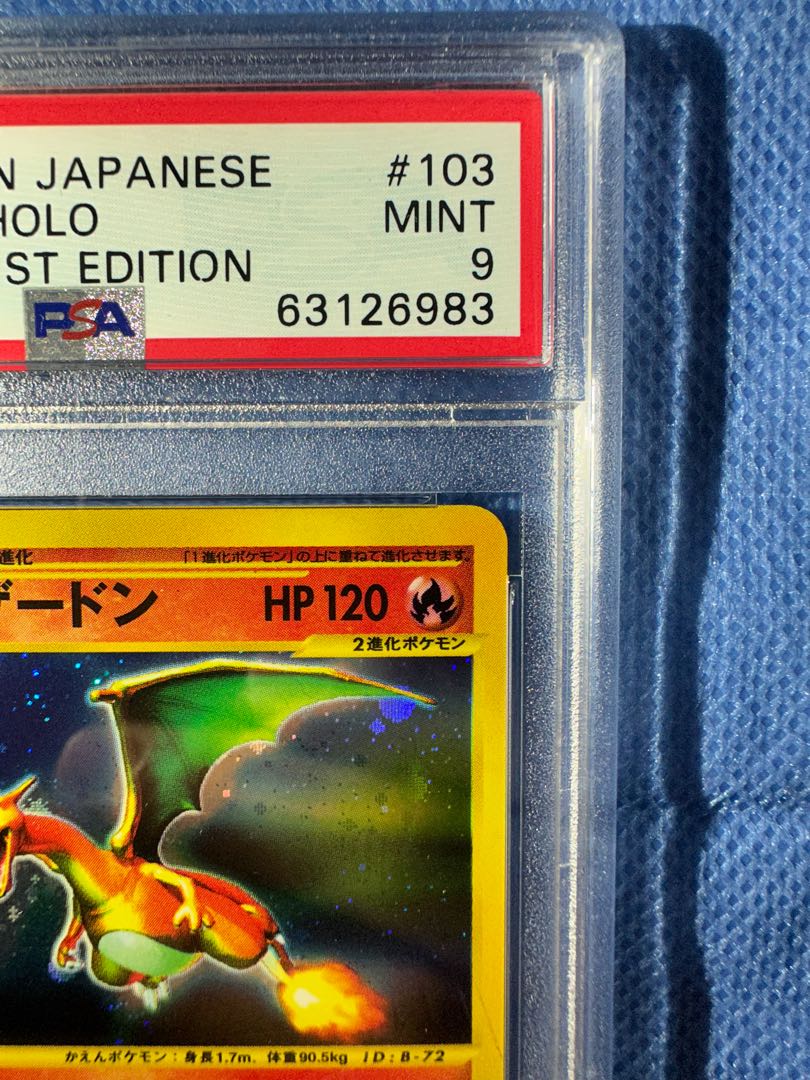 N JAPANESE #103
HOLO MINT
ST EDITION 9
PSA 63126983
進化 「1進化ポケモン」の上に重ねて進化させます。
ザードン HP 120
2進化ポケモン
かえんポケモン：身長1.7m, 体重90.5kg ID：B-72